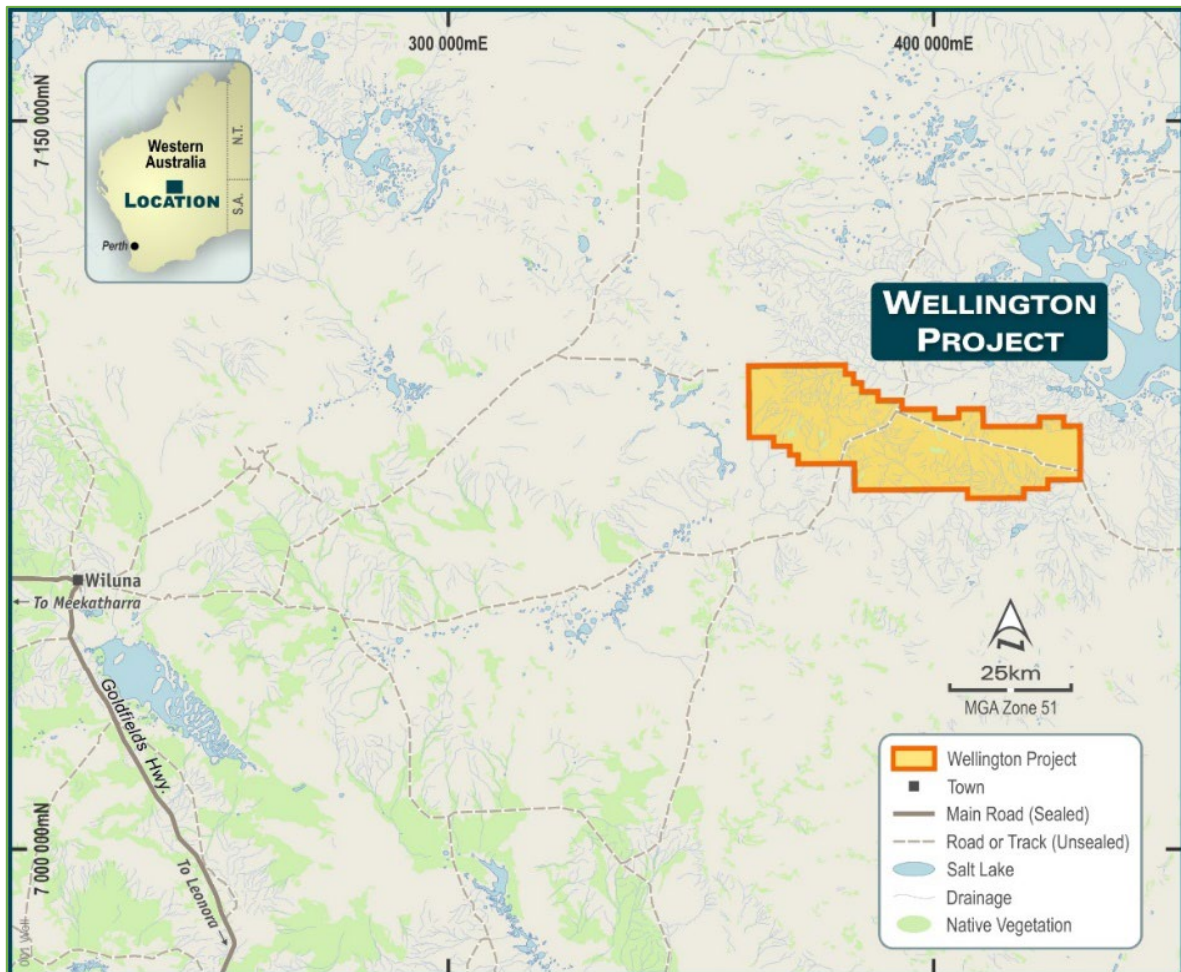 300 000mE
400 000mE
7 150 000mN
Western
Australia
N.T.
LOCATION
S.A.
Perth
WELLINGTON
PROJECT
Wiluna
← To Meekatharra
Goldfields Hwy.
25km
MGA Zone 51
7 000 000mN
To Leonora →
Wellington Project
Town
Main Road (Sealed)
Road or Track (Unsealed)
Salt Lake
Drainage
Native Vegetation